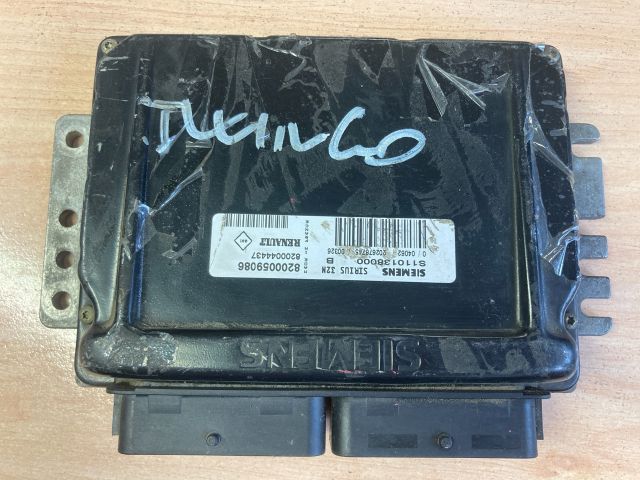 TWINGO
SIEMENS SIRIUS 32N
S110138000 B
8200059086
8200044437
RENAULT
SIEMENS